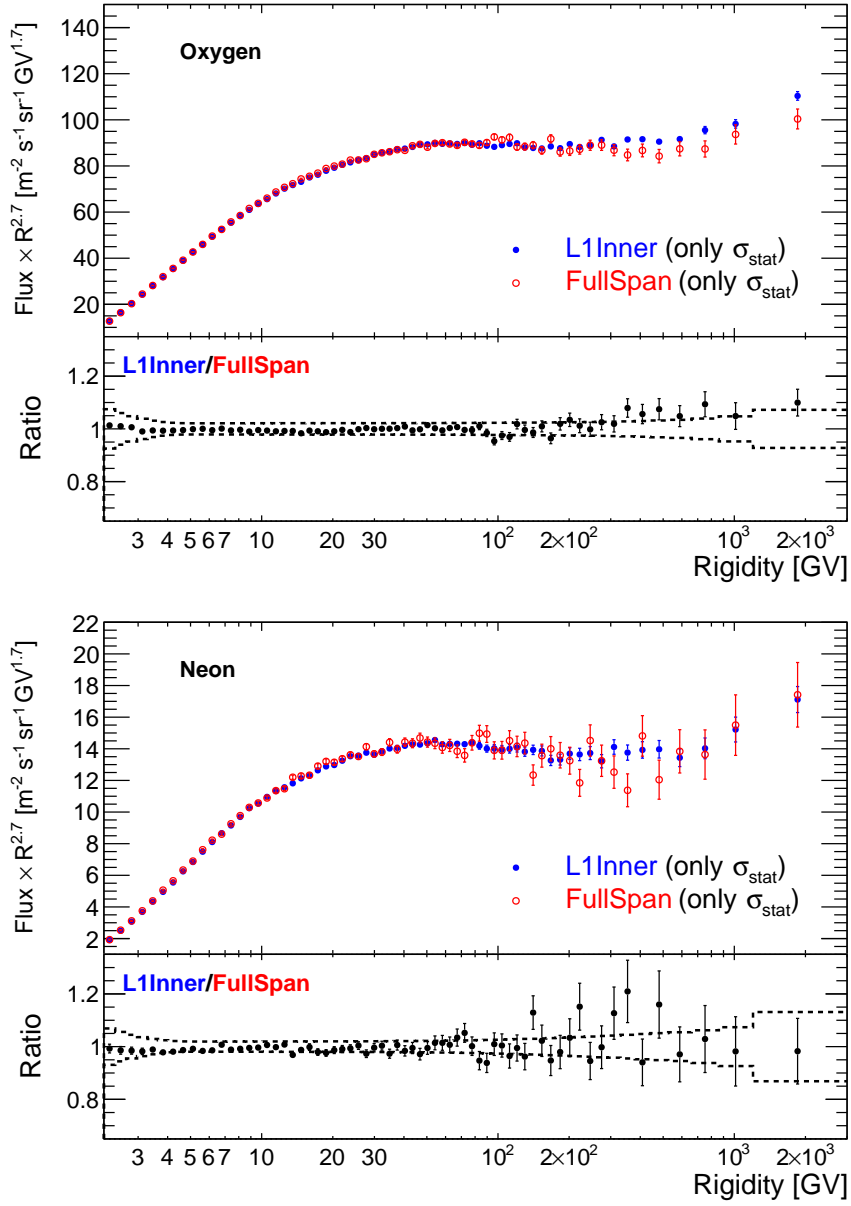 Flux × R^2.7 [m^-2 s^-1 sr^-1 GV^1.7]
140
120
100
80
60
40
20
Oxygen
L1Inner (only σ_stat)
FullSpan (only σ_stat)
Ratio
1.2
1
0.8
L1Inner/FullSpan
3 4 5 6 7 10 20 30 10^2 2×10^2 10^3 2×10^3
Rigidity [GV]
Flux × R^2.7 [m^-2 s^-1 sr^-1 GV^1.7]
22
20
18
16
14
12
10
8
6
4
2
Neon
L1Inner (only σ_stat)
FullSpan (only σ_stat)
Ratio
1.2
1
0.8
L1Inner/FullSpan
3 4 5 6 7 10 20 30 10^2 2×10^2 10^3 2×10^3
Rigidity [GV]